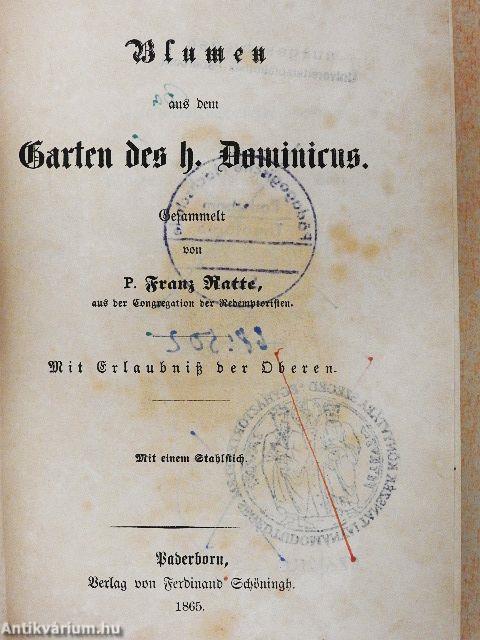 Blumen
aus dem
Garten des h. Dominicus.
Gesammelt
von
P. Franz Ratte,
aus der Congregation der Redemptoristen.
Mit Erlaubniß der Oberen.
Mit einem Stahlstich.
Paderborn,
Verlag von Ferdinand Schöningh.
1865.
Antikvárium.hu